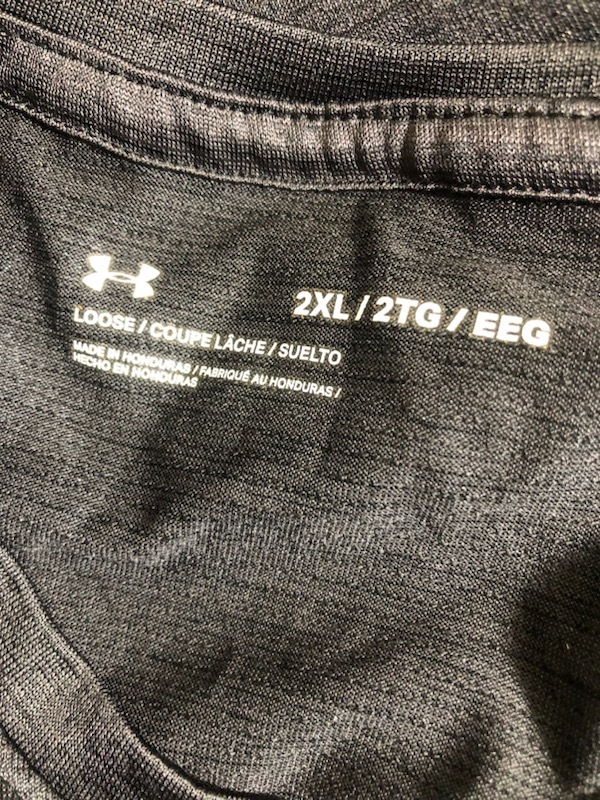 2XL / 2TG / EEG
LOOSE / COUPE LÂCHE / SUELTO
MADE IN HONDURAS / FABRIQUÉ AU HONDURAS /
HECHO EN HONDURAS